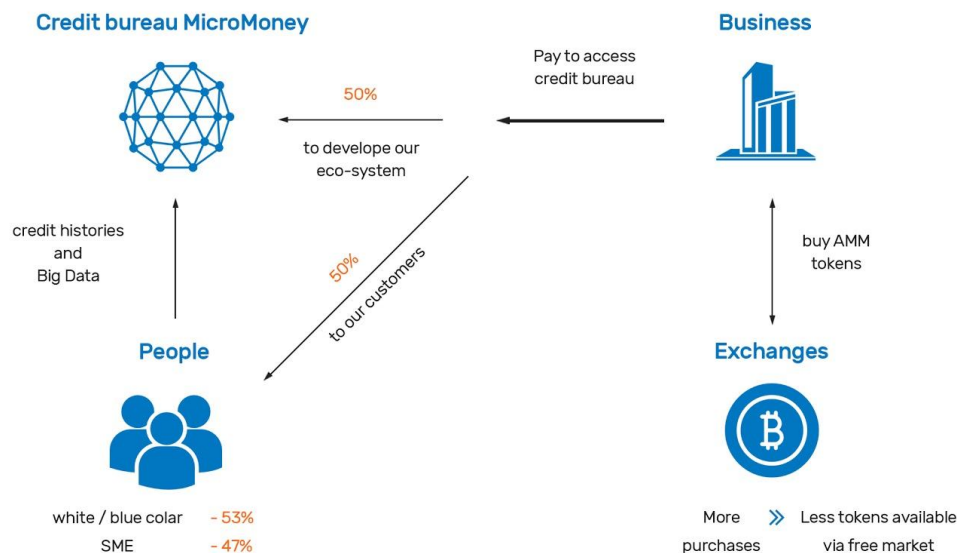 Credit bureau MicroMoney
Business
Pay to access
credit bureau
50%
to develope our
eco-system
credit histories
and
Big Data
50%
to our customers
buy AMM
tokens
People
Exchanges
white / blue colar - 53%
SME - 47%
More
purchases
Less tokens available
via free market